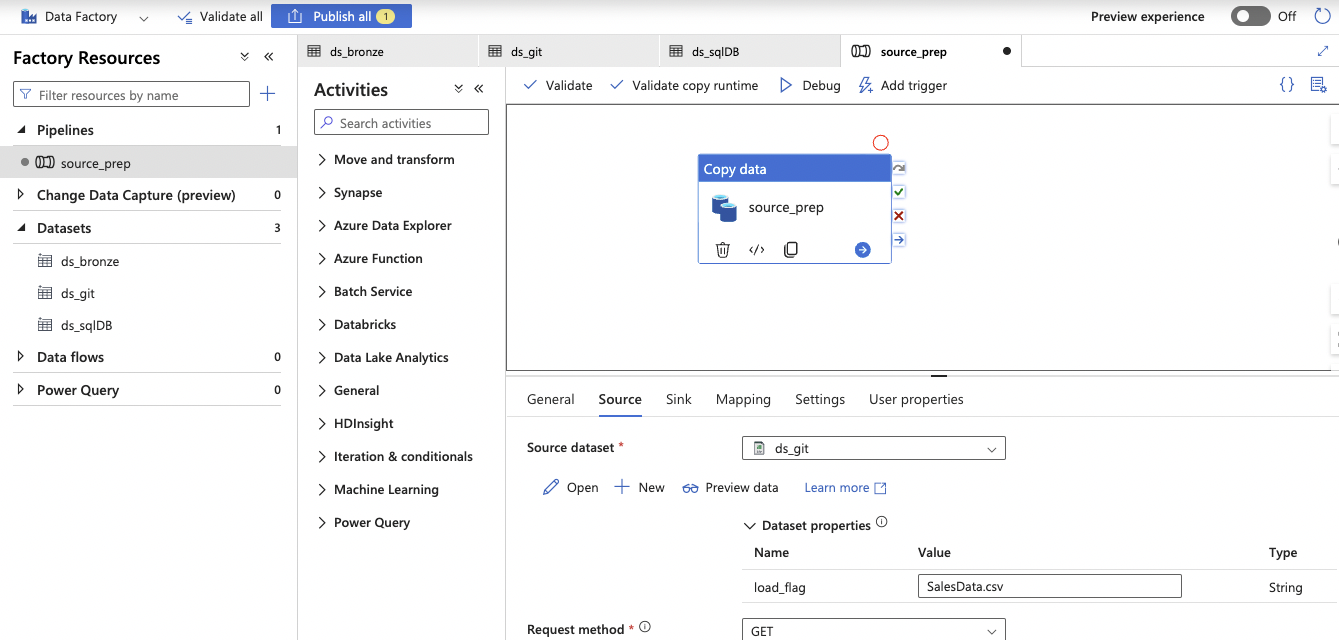 Data Factory
Validate all
Publish all 1
Preview experience
Off
Factory Resources
Filter resources by name
Pipelines 1
source_prep
Change Data Capture (preview) 0
Datasets 3
ds_bronze
ds_git
ds_sqlDB
Data flows 0
Power Query 0
ds_bronze
ds_git
ds_sqlDB
source_prep
Activities
Search activities
Move and transform
Synapse
Azure Data Explorer
Azure Function
Batch Service
Databricks
Data Lake Analytics
General
HDInsight
Iteration & conditionals
Machine Learning
Power Query
Validate
Validate copy runtime
Debug
Add trigger
{}
Copy data
source_prep
</>
General
Source
Sink
Mapping
Settings
User properties
Source dataset *
ds_git
Open
New
Preview data
Learn more
Dataset properties
Name Value Type
load_flag SalesData.csv String
Request method *
GET